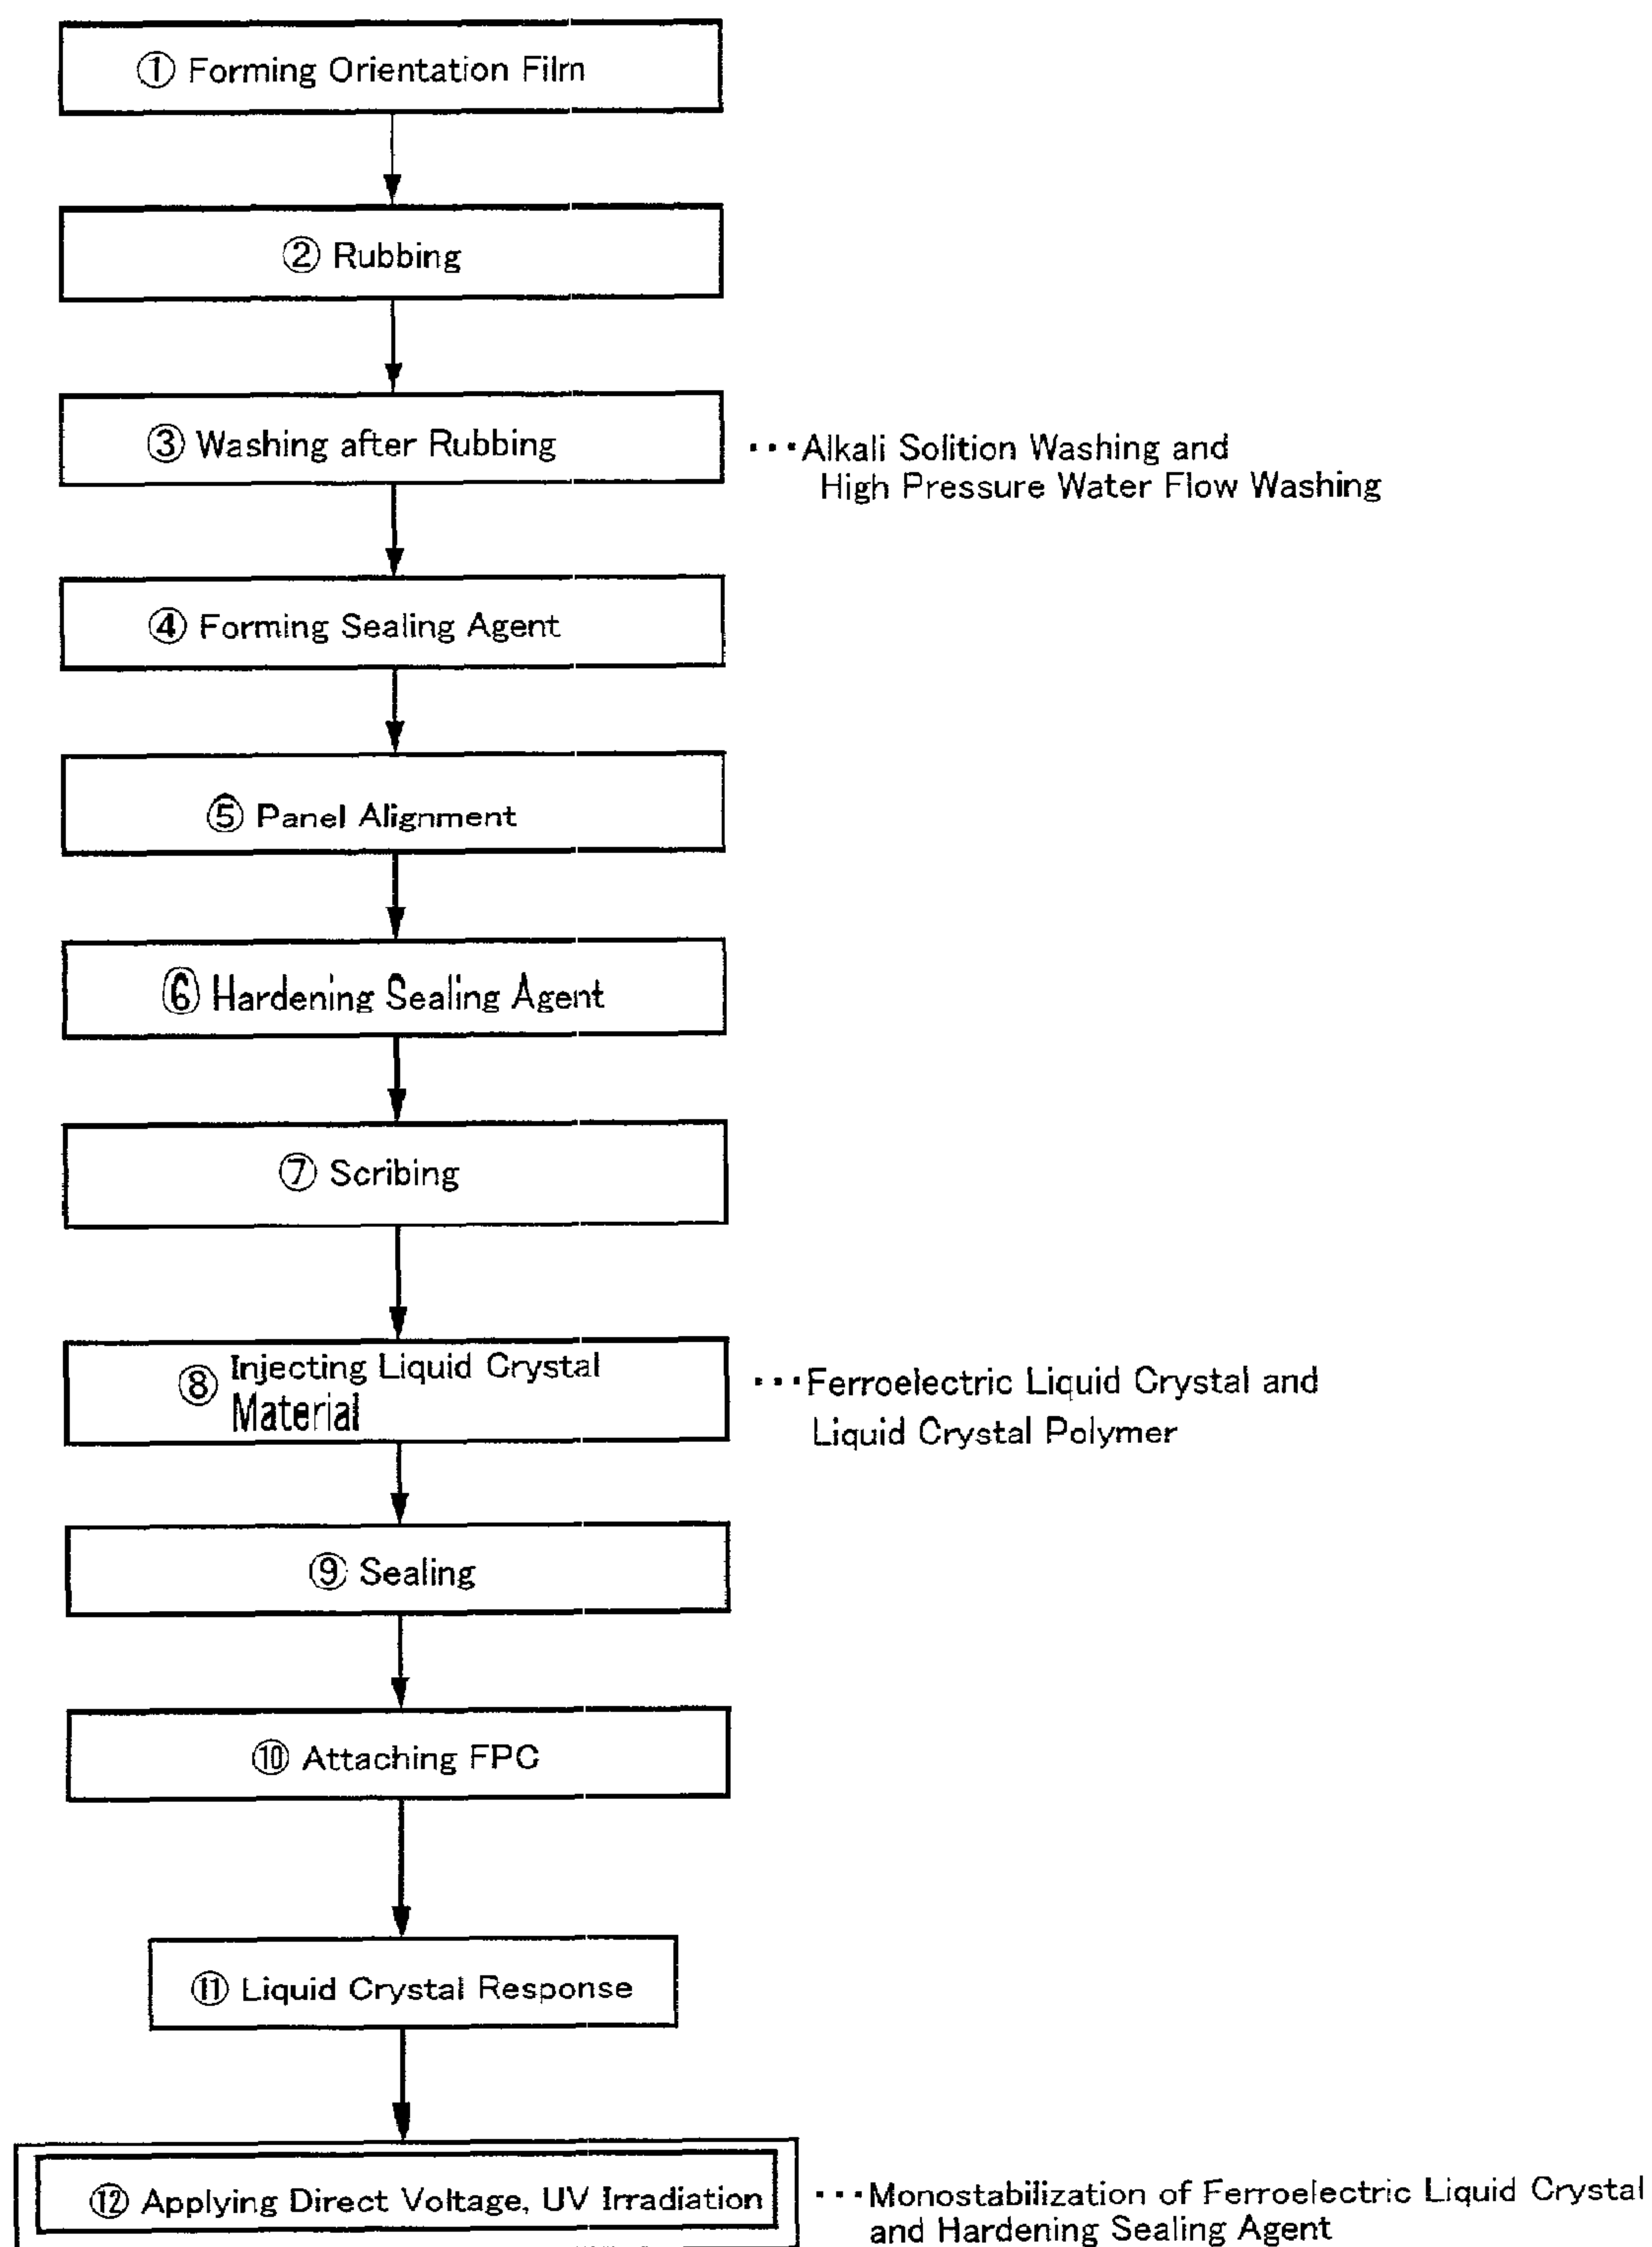 ① Forming Orientation Film
② Rubbing
③ Washing after Rubbing
･･･Alkali Solition Washing and
High Pressure Water Flow Washing
④ Forming Sealing Agent
⑤ Panel Alignment
⑥ Hardening Sealing Agent
⑦ Scribing
⑧ Injecting Liquid Crystal
Material
･･･Ferroelectric Liquid Crystal and
Liquid Crystal Polymer
⑨ Sealing
⑩ Attaching FPC
⑪ Liquid Crystal Response
⑫ Applying Direct Voltage, UV Irradiation
･･･Monostabilization of Ferroelectric Liquid Crystal
and Hardening Sealing Agent